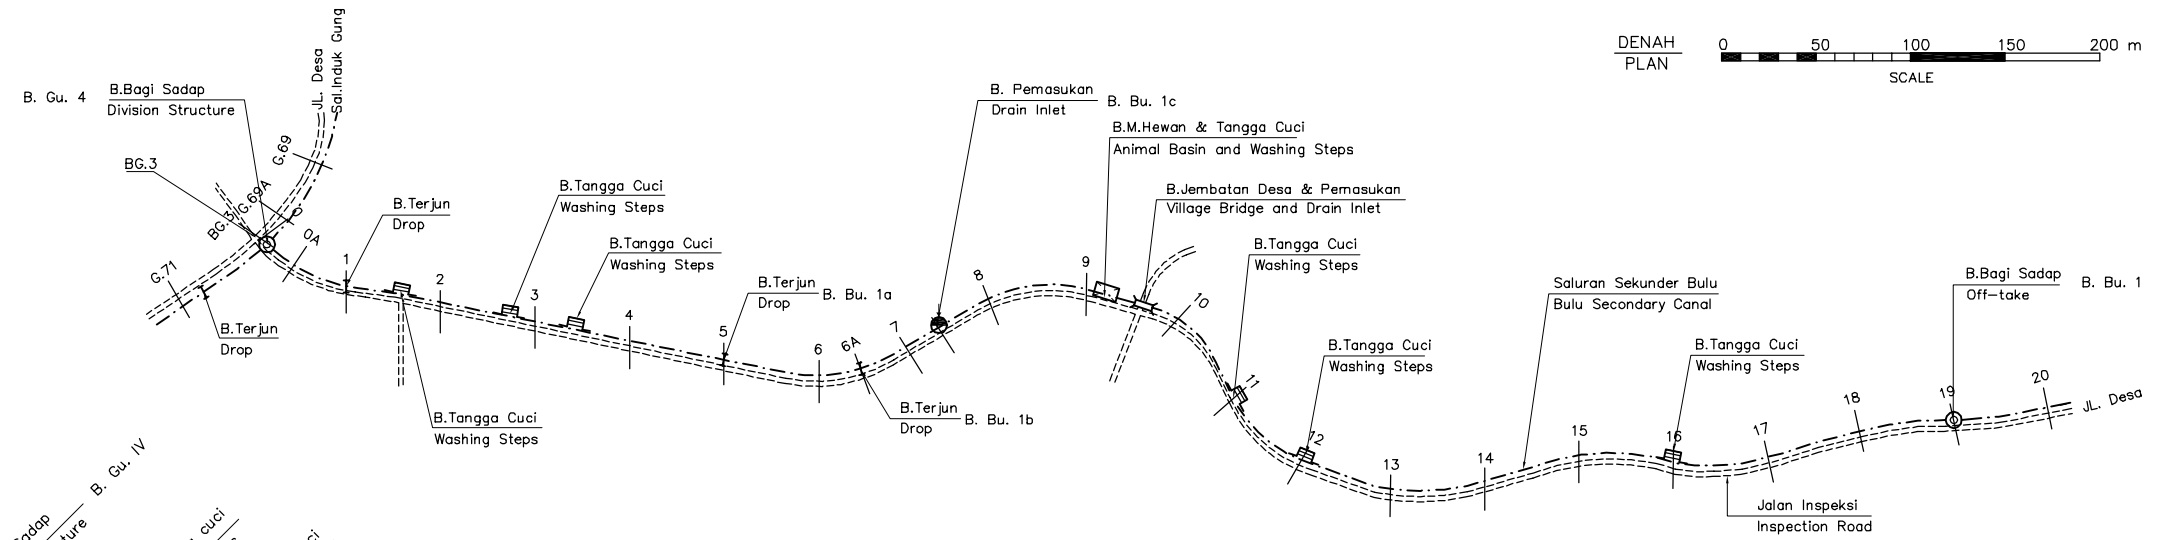 DENAH
PLAN
0 50 100 150 200 m
SCALE
B. Gu. 4
B.Bagi Sadap
Division Structure
JL. Desa
Sal.Induk Gung
BG.3
G.69
G.69A
BG.3
0
0A
G.71
B.Terjun
Drop
1
B.Terjun
Drop
2
B.Tangga Cuci
Washing Steps
B.Tangga Cuci
Washing Steps
3
B.Tangga Cuci
Washing Steps
4
5
B.Terjun
Drop
B. Bu. 1a
6
6A
B.Terjun
Drop
B. Bu. 1b
7
B. Pemasukan
Drain Inlet
B. Bu. 1c
8
9
B.M.Hewan & Tangga Cuci
Animal Basin and Washing Steps
B.Jembatan Desa & Pemasukan
Village Bridge and Drain Inlet
10
B.Tangga Cuci
Washing Steps
11
B.Tangga Cuci
Washing Steps
12
13
14
Saluran Sekunder Bulu
Bulu Secondary Canal
15
16
B.Tangga Cuci
Washing Steps
17
Jalan Inspeksi
Inspection Road
18
19
B.Bagi Sadap
Off-take
B. Bu. 1
20
JL. Desa
B. Gu. IV
Sadap
cuci